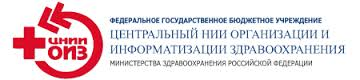 ЦНИИ
ОИЗ
ФЕДЕРАЛЬНОЕ ГОСУДАРСТВЕННОЕ БЮДЖЕТНОЕ УЧРЕЖДЕНИЕ
ЦЕНТРАЛЬНЫЙ НИИ ОРГАНИЗАЦИИ И
ИНФОРМАТИЗАЦИИ ЗДРАВООХРАНЕНИЯ
МИНИСТЕРСТВА ЗДРАВООХРАНЕНИЯ РОССИЙСКОЙ ФЕДЕРАЦИИ